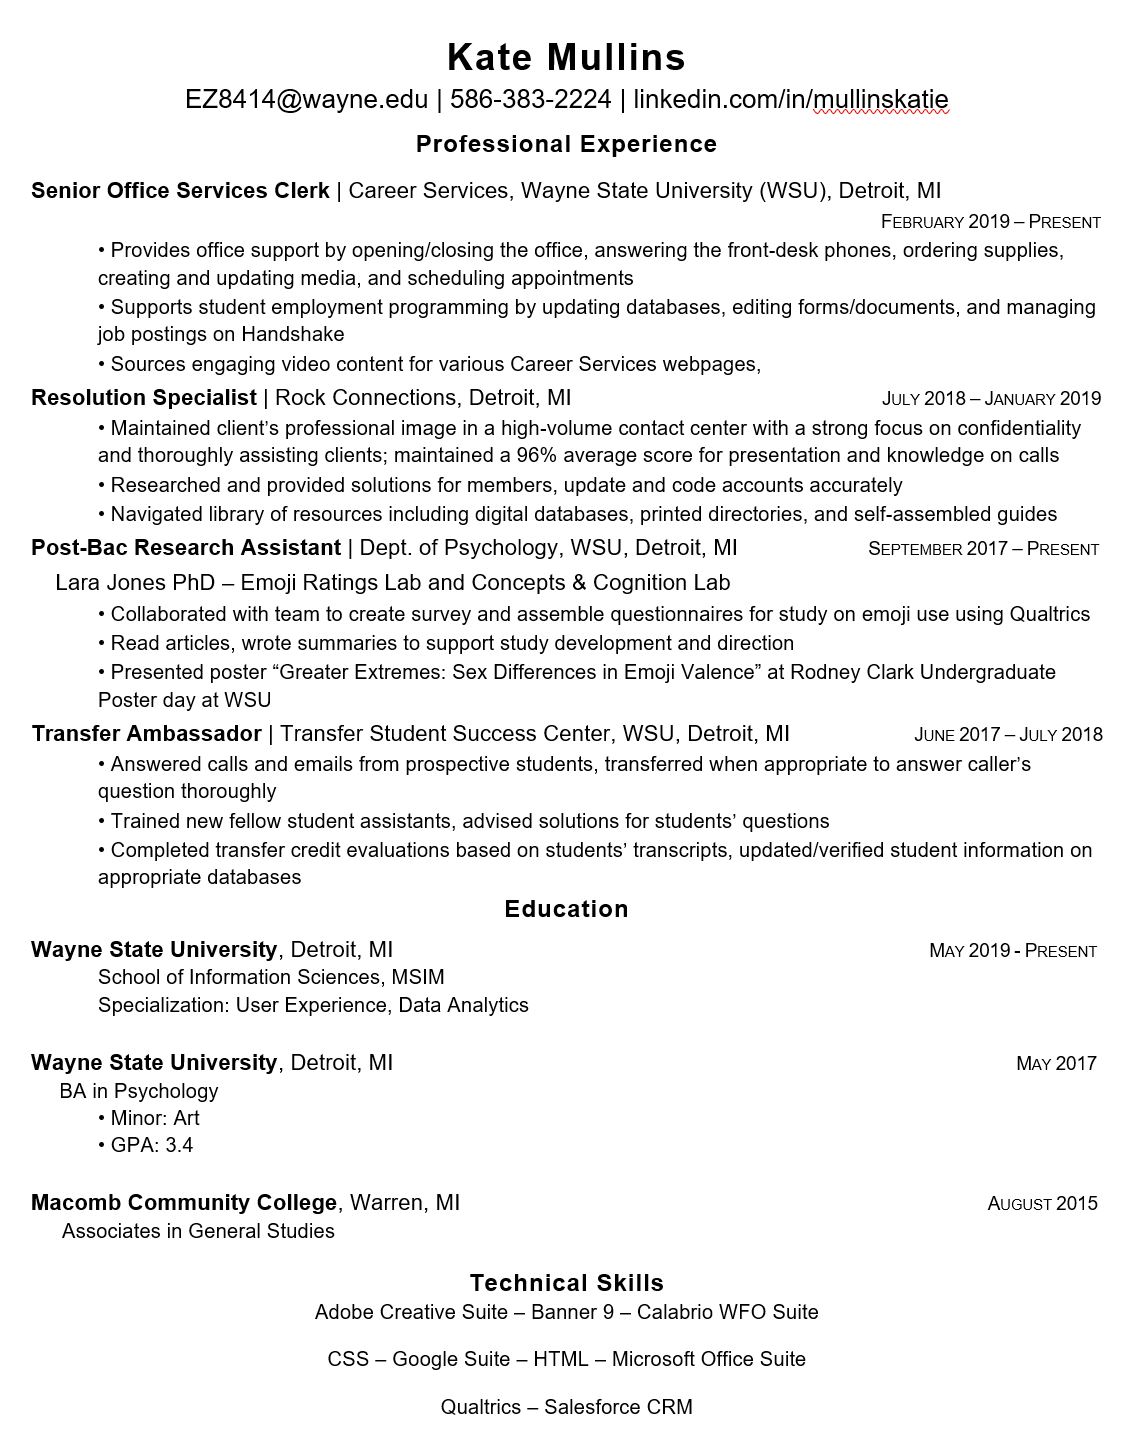 Kate Mullins
EZ8414@wayne.edu | 586-383-2224 | linkedin.com/in/mullinskatie
Professional Experience
Senior Office Services Clerk | Career Services, Wayne State University (WSU), Detroit, MI
February 2019 – Present
• Provides office support by opening/closing the office, answering the front-desk phones, ordering supplies,
creating and updating media, and scheduling appointments
• Supports student employment programming by updating databases, editing forms/documents, and managing
job postings on Handshake
• Sources engaging video content for various Career Services webpages,
Resolution Specialist | Rock Connections, Detroit, MI July 2018 – January 2019
• Maintained client’s professional image in a high-volume contact center with a strong focus on confidentiality
and thoroughly assisting clients; maintained a 96% average score for presentation and knowledge on calls
• Researched and provided solutions for members, update and code accounts accurately
• Navigated library of resources including digital databases, printed directories, and self-assembled guides
Post-Bac Research Assistant | Dept. of Psychology, WSU, Detroit, MI September 2017 – Present
Lara Jones PhD – Emoji Ratings Lab and Concepts & Cognition Lab
• Collaborated with team to create survey and assemble questionnaires for study on emoji use using Qualtrics
• Read articles, wrote summaries to support study development and direction
• Presented poster “Greater Extremes: Sex Differences in Emoji Valence” at Rodney Clark Undergraduate
Poster day at WSU
Transfer Ambassador | Transfer Student Success Center, WSU, Detroit, MI June 2017 – July 2018
• Answered calls and emails from prospective students, transferred when appropriate to answer caller’s
question thoroughly
• Trained new fellow student assistants, advised solutions for students’ questions
• Completed transfer credit evaluations based on students’ transcripts, updated/verified student information on
appropriate databases
Education
Wayne State University, Detroit, MI May 2019 - Present
School of Information Sciences, MSIM
Specialization: User Experience, Data Analytics
Wayne State University, Detroit, MI May 2017
BA in Psychology
• Minor: Art
• GPA: 3.4
Macomb Community College, Warren, MI August 2015
Associates in General Studies
Technical Skills
Adobe Creative Suite – Banner 9 – Calabrio WFO Suite
CSS – Google Suite – HTML – Microsoft Office Suite
Qualtrics – Salesforce CRM